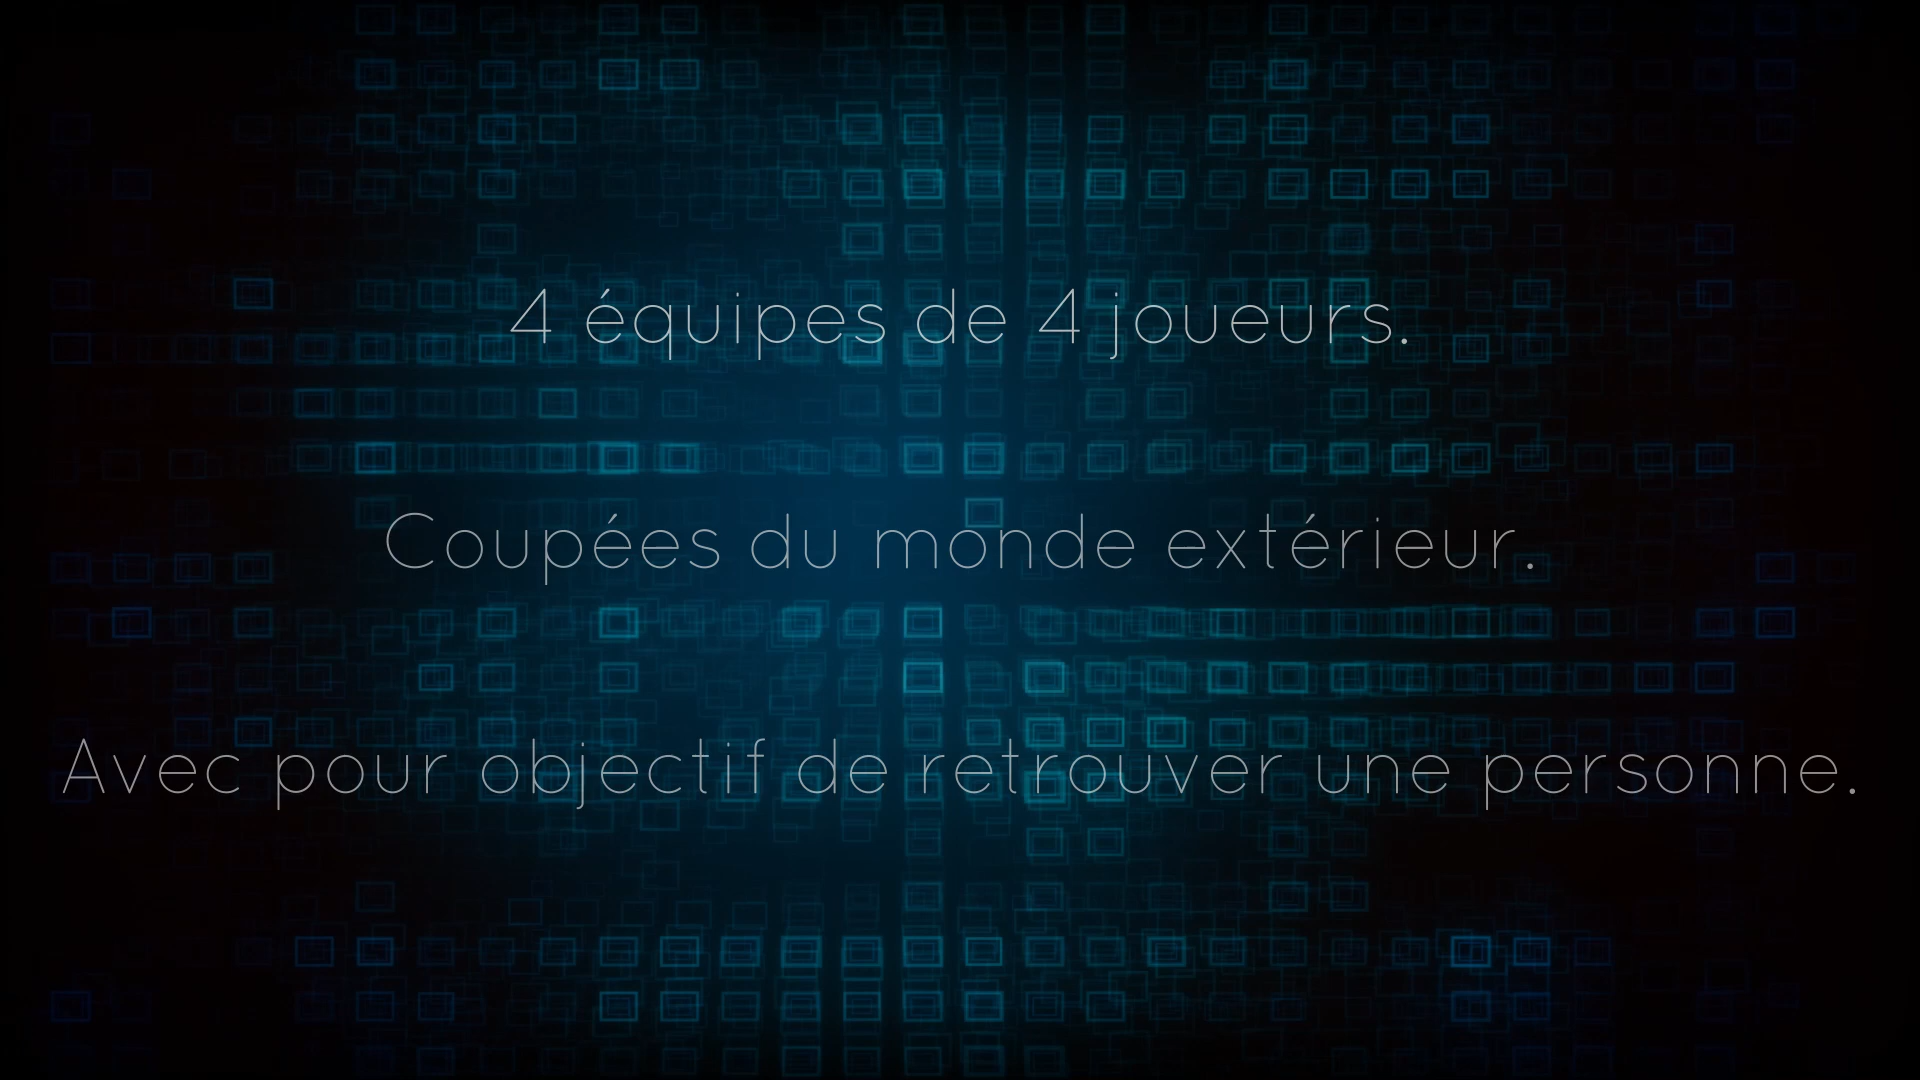 4 équipes de 4 joueurs.
Coupées du monde extérieur.
Avec pour objectif de retrouver une personne.